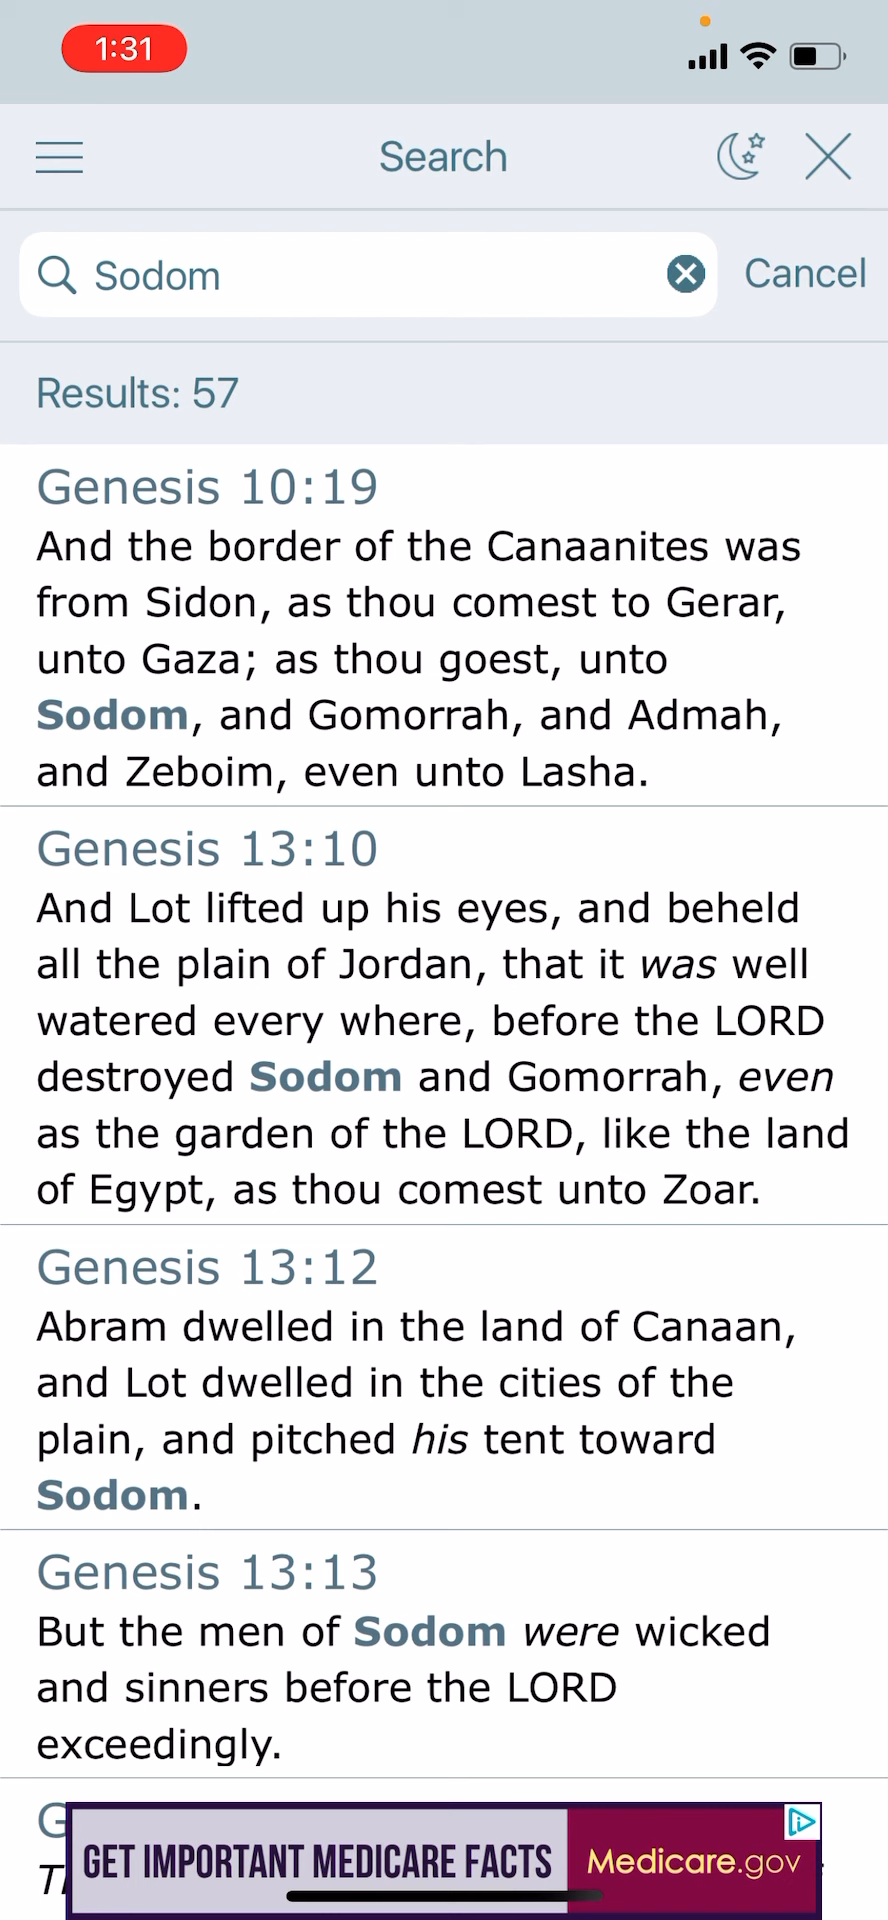 1:31
Search
Sodom
Cancel
Results: 57
Genesis 10:19
And the border of the Canaanites was
from Sidon, as thou comest to Gerar,
unto Gaza; as thou goest, unto
Sodom, and Gomorrah, and Admah,
and Zeboim, even unto Lasha.
Genesis 13:10
And Lot lifted up his eyes, and beheld
all the plain of Jordan, that it was well
watered every where, before the LORD
destroyed Sodom and Gomorrah, even
as the garden of the LORD, like the land
of Egypt, as thou comest unto Zoar.
Genesis 13:12
Abram dwelled in the land of Canaan,
and Lot dwelled in the cities of the
plain, and pitched his tent toward
Sodom.
Genesis 13:13
But the men of Sodom were wicked
and sinners before the LORD
exceedingly.
GET IMPORTANT MEDICARE FACTS Medicare.gov